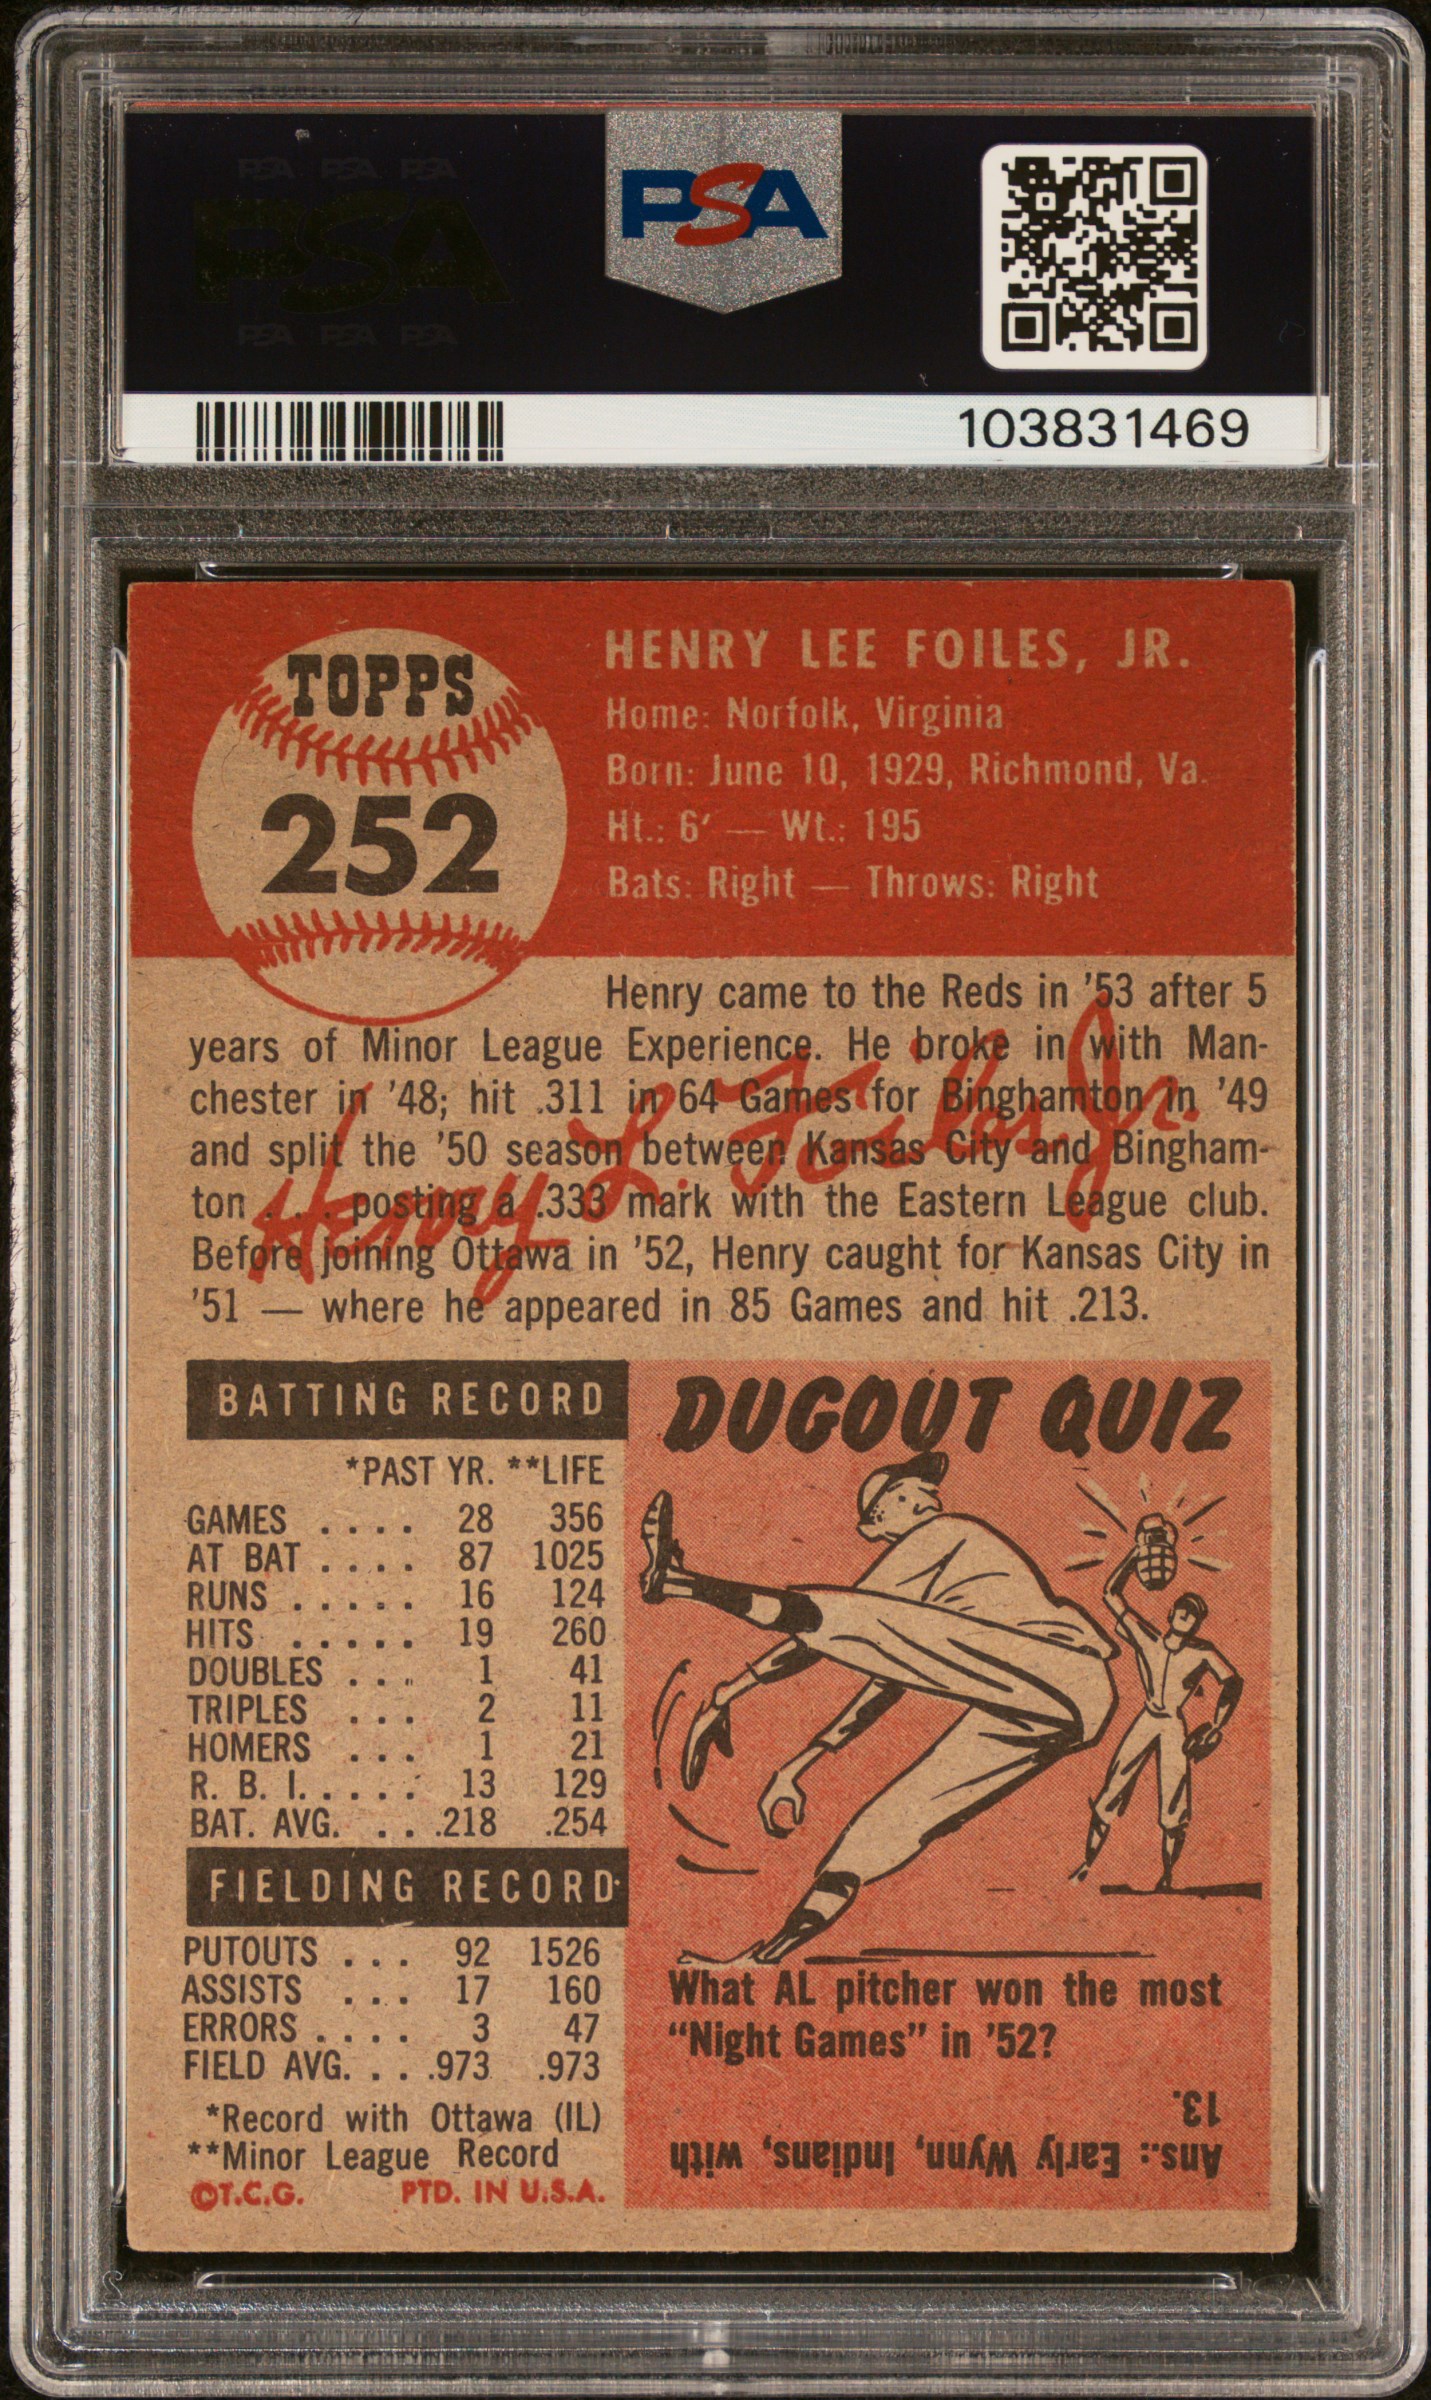 PSA PSA PSA
PSA
PSA PSA PSA
PSA
103831469
TOPPS
252
HENRY LEE FOILES, JR.
Home: Norfolk, Virginia
Born: June 10, 1929, Richmond, Va.
Ht.: 6' — Wt.: 195
Bats: Right — Throws: Right
Henry came to the Reds in '53 after 5
years of Minor League Experience. He broke in with Man-
chester in '48; hit .311 in 64 Games for Binghamton in '49
and split the '50 season between Kansas City and Bingham-
ton . . . posting a .333 mark with the Eastern League club.
Before joining Ottawa in '52, Henry caught for Kansas City in
'51 — where he appeared in 85 Games and hit .213.
Henry L. Foiles Jr.
BATTING RECORD
*PAST YR. **LIFE
GAMES . . . . 28 356
AT BAT . . . . 87 1025
RUNS . . . . . 16 124
HITS . . . . . 19 260
DOUBLES . . . 1 41
TRIPLES . . . 2 11
HOMERS . . . 1 21
R. B. I. . . . . . 13 129
BAT. AVG. . . . .218 .254
FIELDING RECORD
PUTOUTS . . . 92 1526
ASSISTS . . . 17 160
ERRORS . . . . 3 47
FIELD AVG. . . . .973 .973
*Record with Ottawa (IL)
**Minor League Record
©T.C.G. PTD. IN U.S.A.
DUGOUT QUIZ
What AL pitcher won the most
"Night Games" in '52?
Ans.: Early Wynn, Indians, with
13.